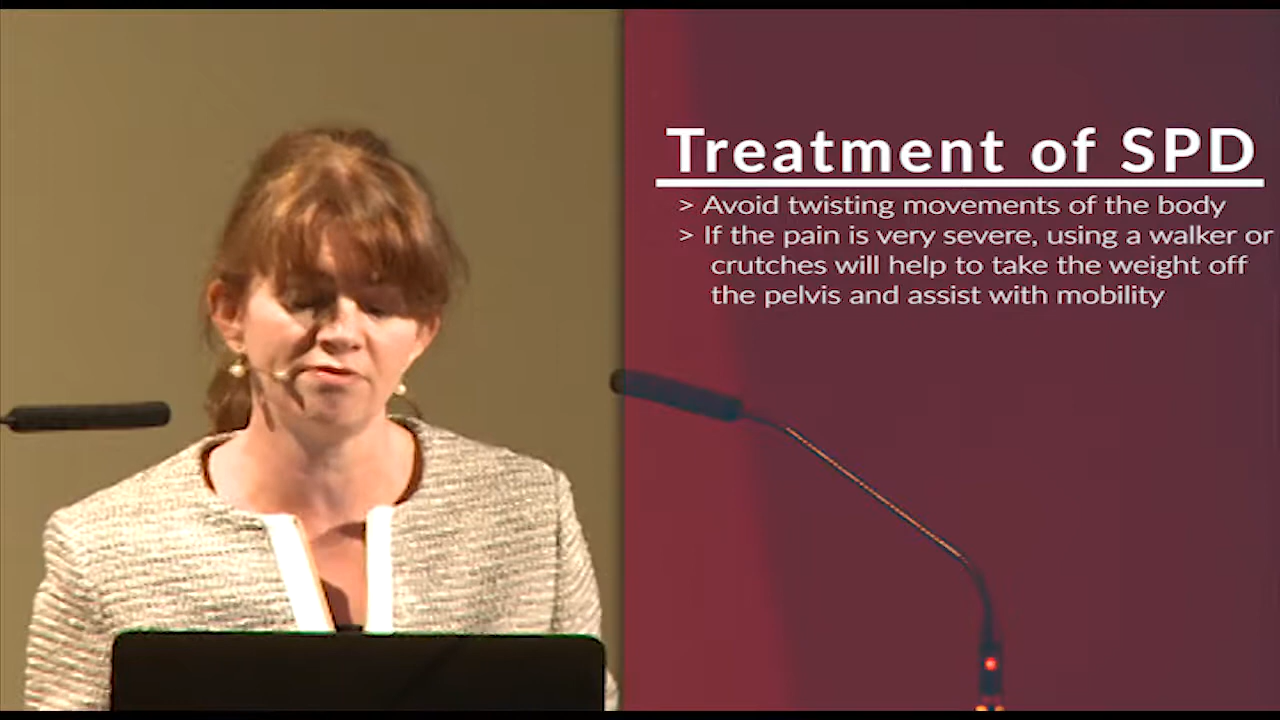 Treatment of SPD
> Avoid twisting movements of the body
> If the pain is very severe, using a walker or
crutches will help to take the weight off
the pelvis and assist with mobility